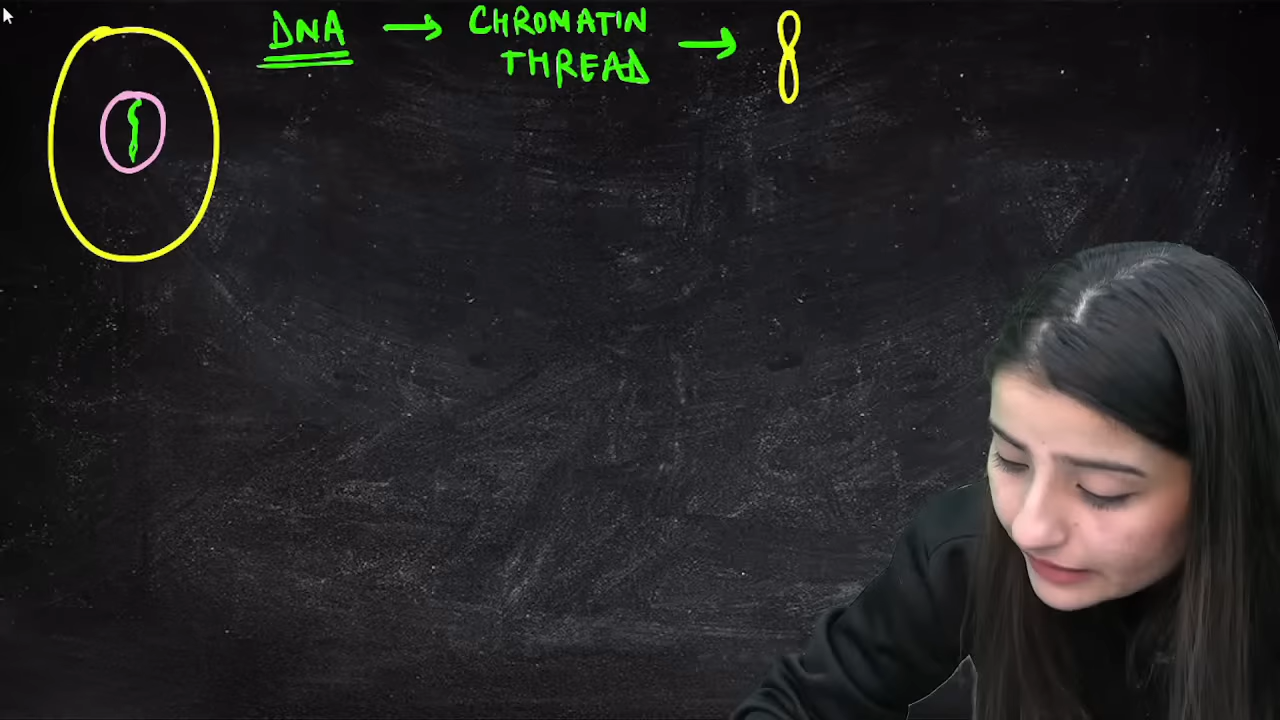 DNA → CHROMATIN
THREAD →